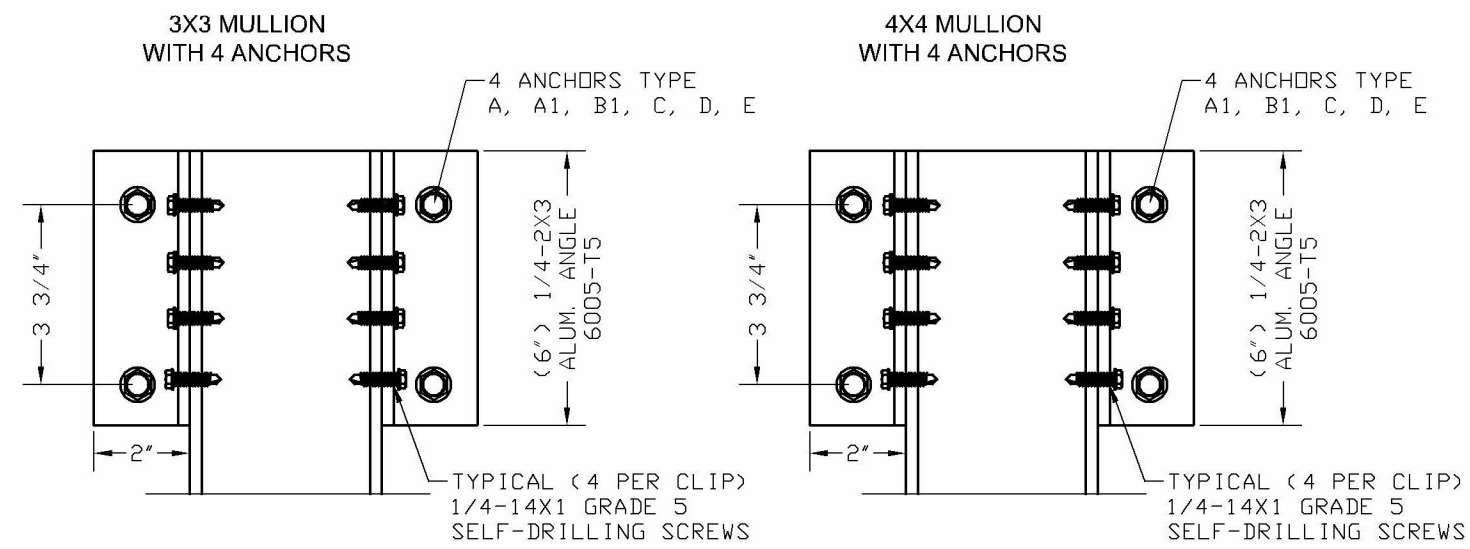 3X3 MULLION
WITH 4 ANCHORS
4 ANCHORS TYPE
A, A1, B1, C, D, E
3 3/4"
(6") 1/4-2X3
ALUM. ANGLE
6005-T5
2"
TYPICAL (4 PER CLIP)
1/4-14X1 GRADE 5
SELF-DRILLING SCREWS
4X4 MULLION
WITH 4 ANCHORS
4 ANCHORS TYPE
A1, B1, C, D, E
3 3/4"
(6") 1/4-2X3
ALUM. ANGLE
6005-T5
2"
TYPICAL (4 PER CLIP)
1/4-14X1 GRADE 5
SELF-DRILLING SCREWS